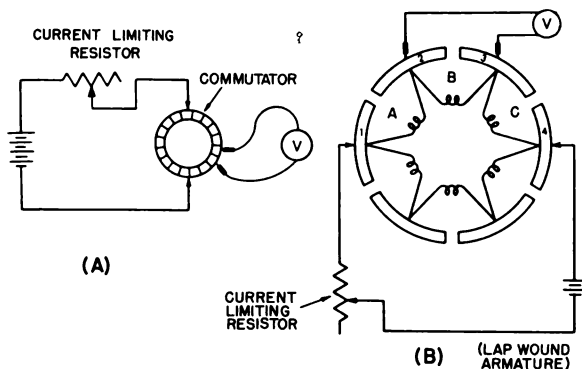 CURRENT LIMITING
RESISTOR
?
COMMUTATOR
V
(A)
V
2
3
B
A
C
1
4
CURRENT
LIMITING
RESISTOR
(B)
(LAP WOUND
ARMATURE)